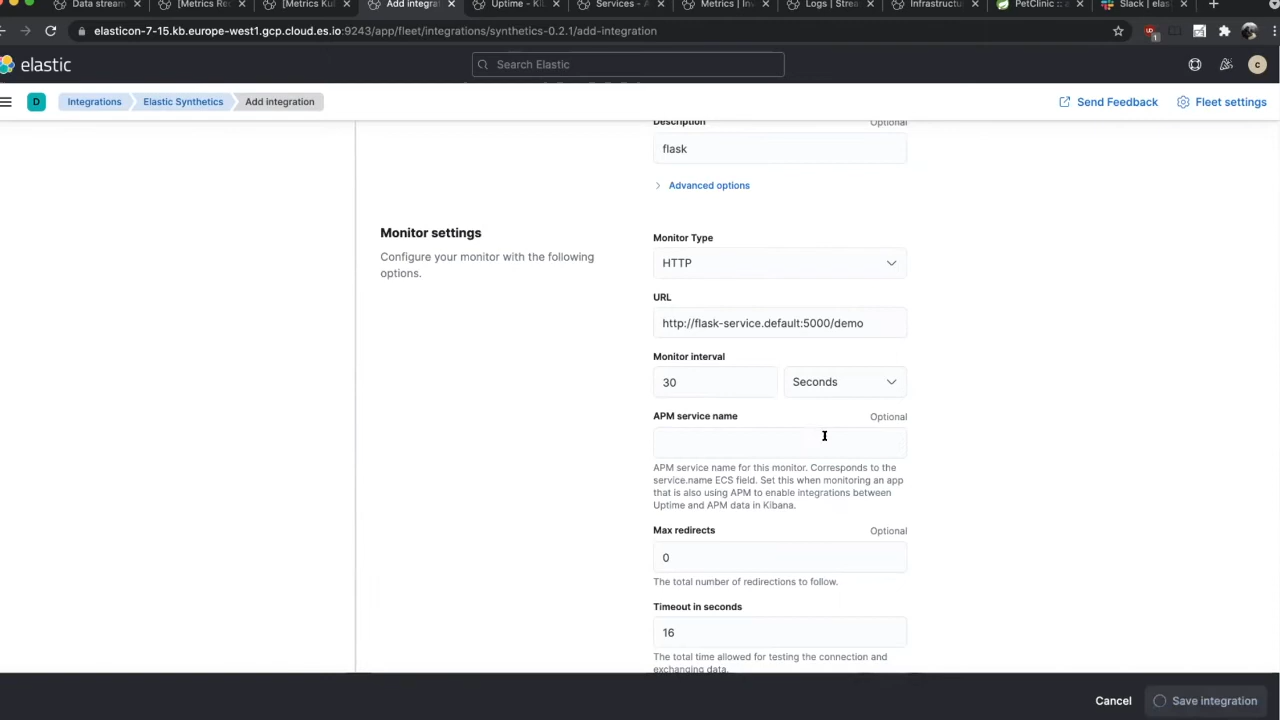 Data stream
[Metrics Re
[Metrics Kul
Add integrat
Uptime - Ki
Services - A
Metrics | Inv
Logs | Strea
Infrastructu
PetClinic :: a
Slack | elas
elasticon-7-15.kb.europe-west1.gcp.cloud.es.io:9243/app/fleet/integrations/synthetics-0.2.1/add-integration
elastic
Search Elastic
c
D
Integrations
Elastic Synthetics
Add integration
Send Feedback
Fleet settings
Description
Optional
flask
Advanced options
Monitor settings
Configure your monitor with the following
options.
Monitor Type
HTTP
URL
http://flask-service.default:5000/demo
Monitor interval
30
Seconds
APM service name
Optional
APM service name for this monitor. Corresponds to the
service.name ECS field. Set this when monitoring an app
that is also using APM to enable integrations between
Uptime and APM data in Kibana.
Max redirects
Optional
0
The total number of redirections to follow.
Timeout in seconds
16
The total time allowed for testing the connection and
exchanging data.
Cancel
Save integration